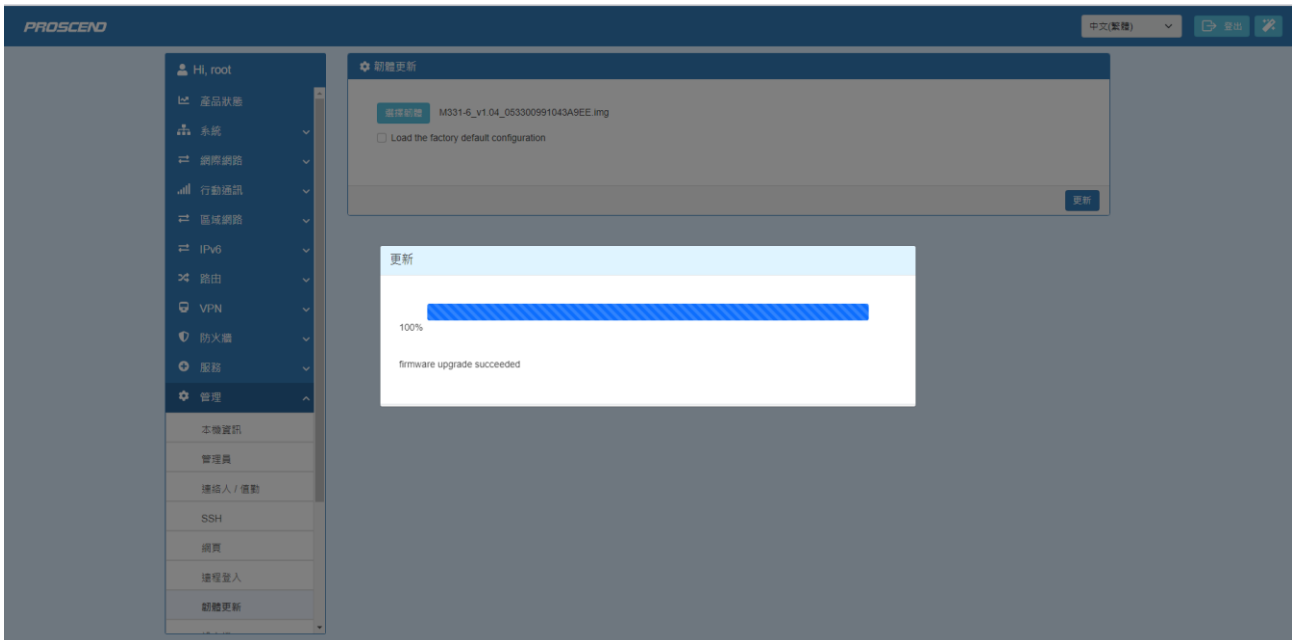 PROSCEND
中文(繁體)
登出
Hi, root
產品狀態
系統
網際網路
行動通訊
區域網路
IPv6
路由
VPN
防火牆
服務
管理
本機資訊
管理員
連絡人 / 值勤
SSH
網頁
遠程登入
韌體更新
韌體更新
選擇韌體 M331-6_v1.04_053300991043A9EE.img
Load the factory default configuration
更新
更新
100%
firmware upgrade succeeded